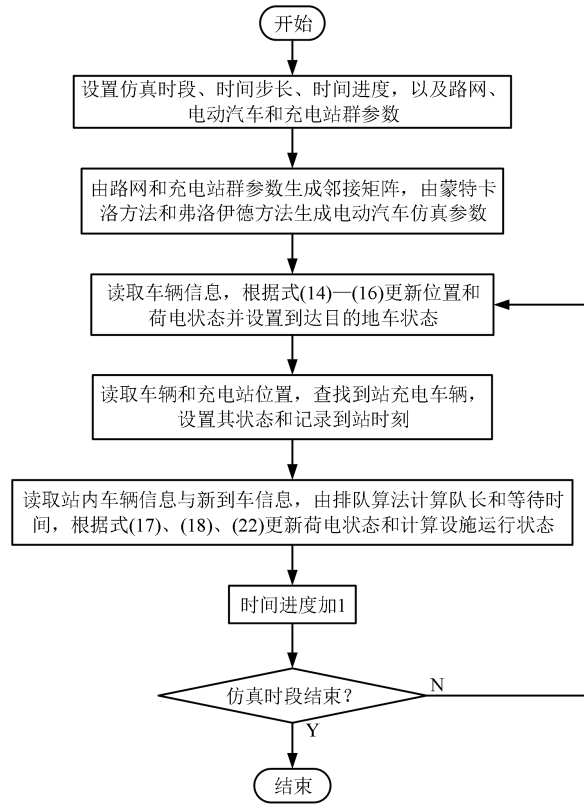 开始
设置仿真时段、时间步长、时间进度，以及路网、
电动汽车和充电站群参数
由路网和充电站群参数生成邻接矩阵，由蒙特卡
洛方法和弗洛伊德方法生成电动汽车仿真参数
读取车辆信息，根据式(14)—(16)更新位置和
荷电状态并设置到达目的地车状态
读取车辆和充电站位置，查找到站充电车辆，
设置其状态和记录到站时刻
读取站内车辆信息与新到车信息，由排队算法计算队长和等待时
间，根据式(17)、(18)、(22)更新荷电状态和计算设施运行状态
时间进度加1
仿真时段结束？
N
Y
结束